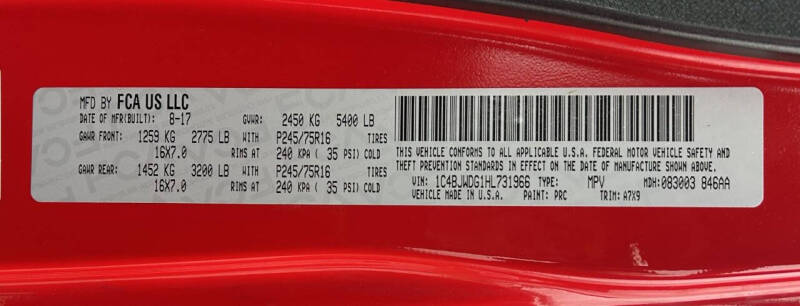 MFD BY FCA US LLC
DATE OF MFR(BUILT): 8-17 GVWR: 2450 KG 5400 LB
GAWR FRONT: 1259 KG 2775 LB WITH P245/75R16 TIRES
16X7.0 RIMS AT 240 KPA ( 35 PSI) COLD
GAWR REAR: 1452 KG 3200 LB WITH P245/75R16 TIRES
16X7.0 RIMS AT 240 KPA ( 35 PSI) COLD
THIS VEHICLE CONFORMS TO ALL APPLICABLE U.S.A. FEDERAL MOTOR VEHICLE SAFETY AND
THEFT PREVENTION STANDARDS IN EFFECT ON THE DATE OF MANUFACTURE SHOWN ABOVE.
VIN: 1C4BJWDG1HL731966 TYPE: MPV MDH: 083003 846AA
VEHICLE MADE IN U.S.A. PAINT: PRC TRIM: A7X9